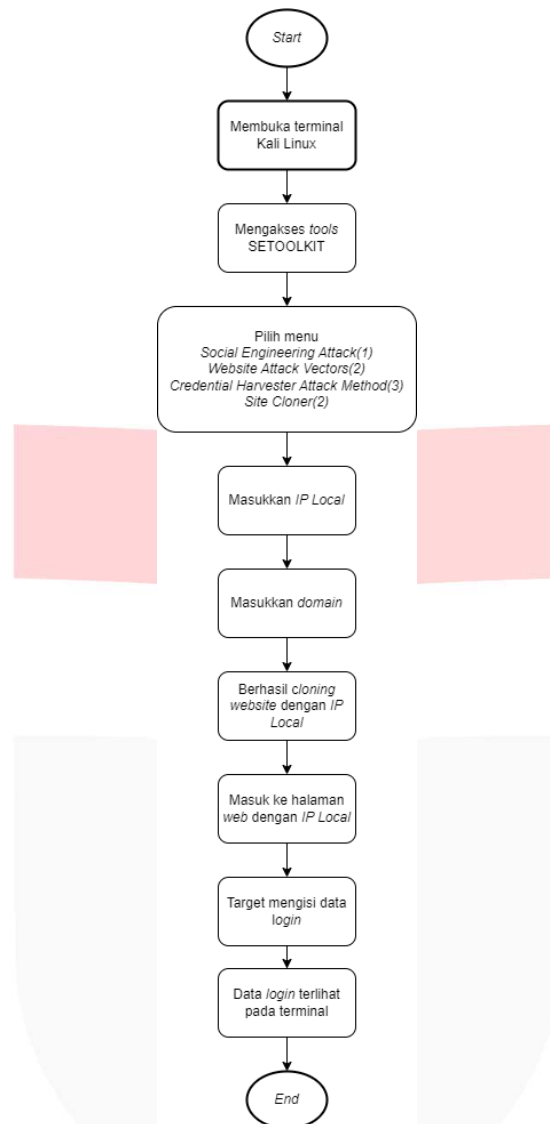 Start
Membuka terminal
Kali Linux
Mengakses tools
SETOOLKIT
Pilih menu
Social Engineering Attack(1)
Website Attack Vectors(2)
Credential Harvester Attack Method(3)
Site Cloner(2)
Masukkan IP Local
Masukkan domain
Berhasil cloning
website dengan IP
Local
Masuk ke halaman
web dengan IP Local
Target mengisi data
login
Data login terlihat
pada terminal
End